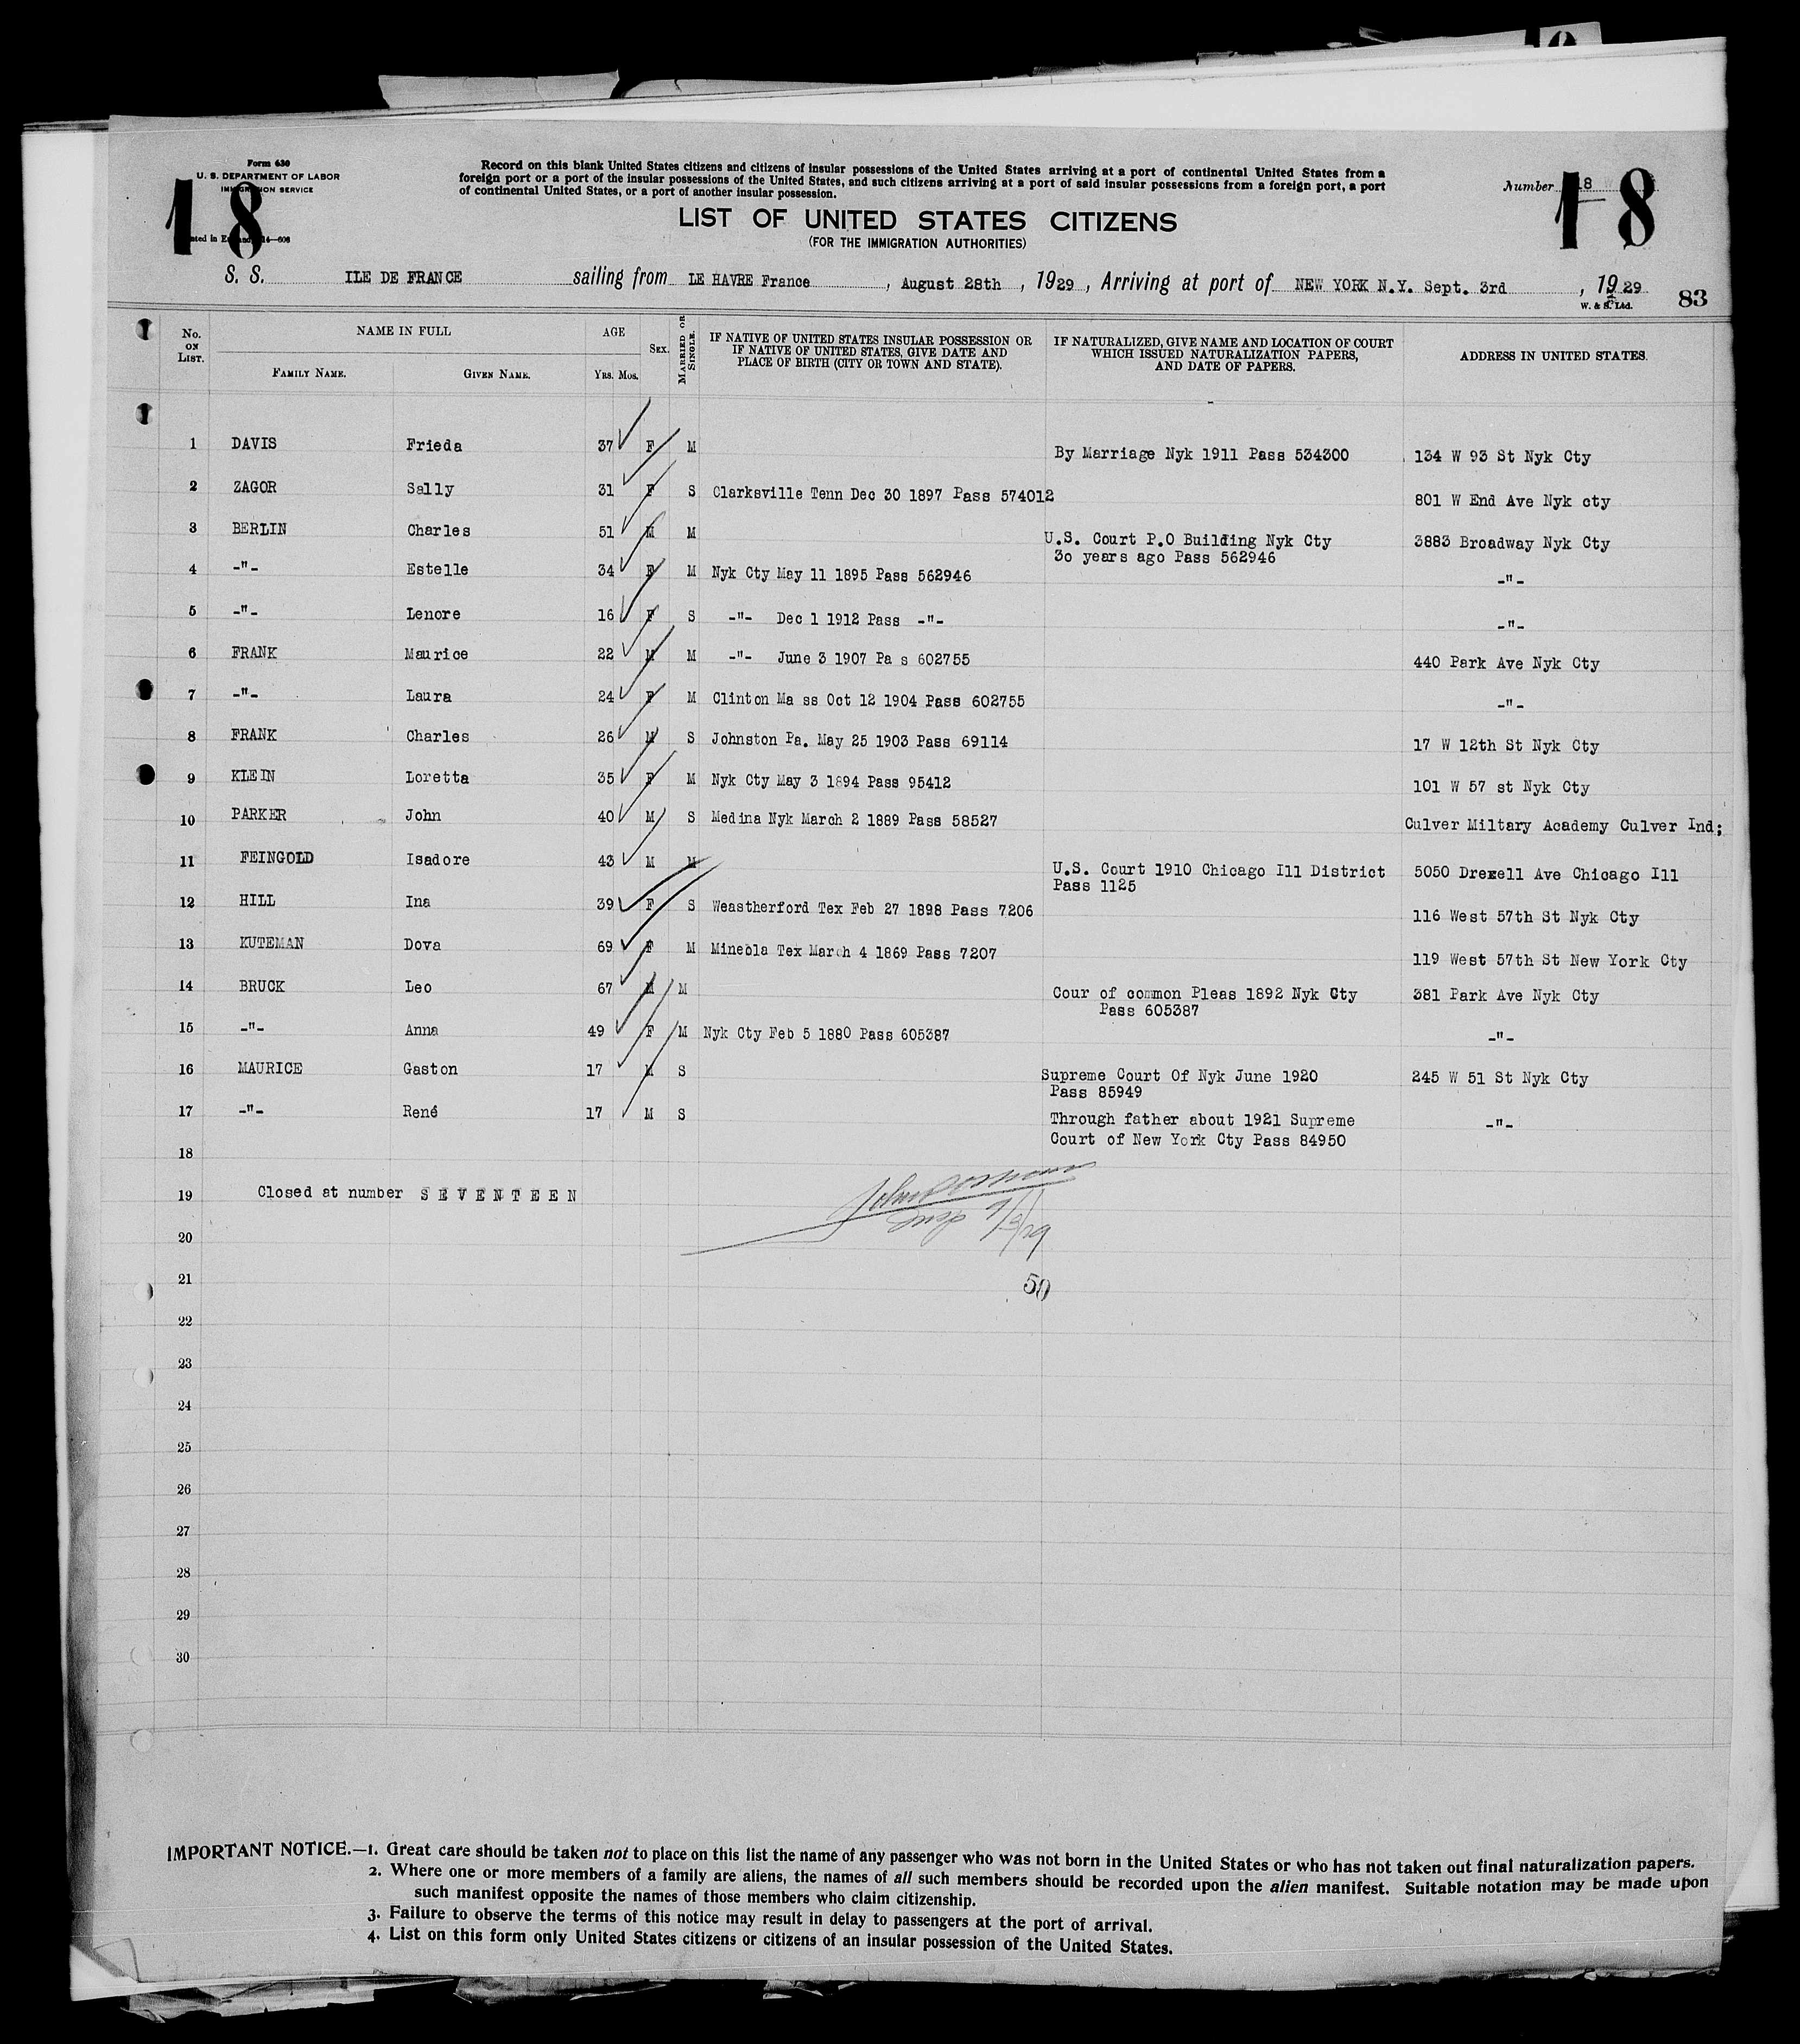 Form 630
U. S. DEPARTMENT OF LABOR
IMMIGRATION SERVICE
18
Record on this blank United States citizens and citizens of insular possessions of the United States arriving at a port of continental United States from a
foreign port or a port of the insular possessions of the United States, and such citizens arriving at a port of said insular possessions from a foreign port, a port
of continental United States, or a port of another insular possession.
Number 18
18
LIST OF UNITED STATES CITIZENS
(FOR THE IMMIGRATION AUTHORITIES)
S. S. ILE DE FRANCE sailing from LE HAVRE France, August 28th, 1929, Arriving at port of NEW YORK N.Y. Sept. 3rd, 1929
W. & S. Ltd.
83
No. ON LIST. NAME IN FULL AGE SEX. MARRIED OR SINGLE. IF NATIVE OF UNITED STATES INSULAR POSSESSION OR IF NATIVE OF UNITED STATES, GIVE DATE AND PLACE OF BIRTH (CITY OR TOWN AND STATE). IF NATURALIZED, GIVE NAME AND LOCATION OF COURT WHICH ISSUED NATURALIZATION PAPERS, AND DATE OF PAPERS. ADDRESS IN UNITED STATES.
FAMILY NAME. GIVEN NAME. YRS. MOS.
1 DAVIS Frieda 37 F M By Marriage Nyk 1911 Pass 534300 134 W 93 St Nyk Cty
2 ZAGOR Sally 31 F S Clarksville Tenn Dec 30 1897 Pass 574012 801 W End Ave Nyk cty
3 BERLIN Charles 51 M M U.S. Court P.O Building Nyk Cty 3883 Broadway Nyk Cty
3o years ago Pass 562946
4 -"- Estelle 34 F M Nyk Cty May 11 1895 Pass 562946 -"-
5 -"- Lenore 16 F S -"- Dec 1 1912 Pass -"- -"-
6 FRANK Maurice 22 M M -"- June 3 1907 Pa s 602755 440 Park Ave Nyk Cty
7 -"- Laura 24 F M Clinton Ma ss Oct 12 1904 Pass 602755 -"-
8 FRANK Charles 26 M S Johnston Pa. May 25 1903 Pass 69114 17 W 12th St Nyk Cty
9 KLEIN Loretta 35 F M Nyk Cty May 3 1894 Pass 95412 101 W 57 st Nyk Cty
10 PARKER John 40 M S Medina Nyk March 2 1889 Pass 58527 Culver Miltary Academy Culver Ind;
11 FEINGOLD Isadore 43 M M U.S. Court 1910 Chicago Ill District 5050 Drexell Ave Chicago Ill
Pass 1125
12 HILL Ina 39 F S Weastherford Tex Feb 27 1898 Pass 7206 116 West 57th St Nyk Cty
13 KUTEMAN Dova 69 F M Mineola Tex March 4 1869 Pass 7207 119 West 57th St New York Cty
14 BRUCK Leo 67 M M Cour of common Pleas 1892 Nyk Cty 381 Park Ave Nyk Cty
Pass 605387
15 -"- Anna 49 F M Nyk Cty Feb 5 1880 Pass 605387 -"-
16 MAURICE Gaston 17 M S Supreme Court Of Nyk June 1920 245 W 51 St Nyk Cty
Pass 85949
17 -"- René 17 M S Through father about 1921 Supreme -"-
Court of New York Cty Pass 84950
18
19 Closed at number SEVENTEEN
20
21
50
22
23
24
25
26
27
28
29
30
IMPORTANT NOTICE.—1. Great care should be taken not to place on this list the name of any passenger who was not born in the United States or who has not taken out final naturalization papers.
2. Where one or more members of a family are aliens, the names of all such members should be recorded upon the alien manifest. Suitable notation may be made upon
such manifest opposite the names of those members who claim citizenship.
3. Failure to observe the terms of this notice may result in delay to passengers at the port of arrival.
4. List on this form only United States citizens or citizens of an insular possession of the United States.